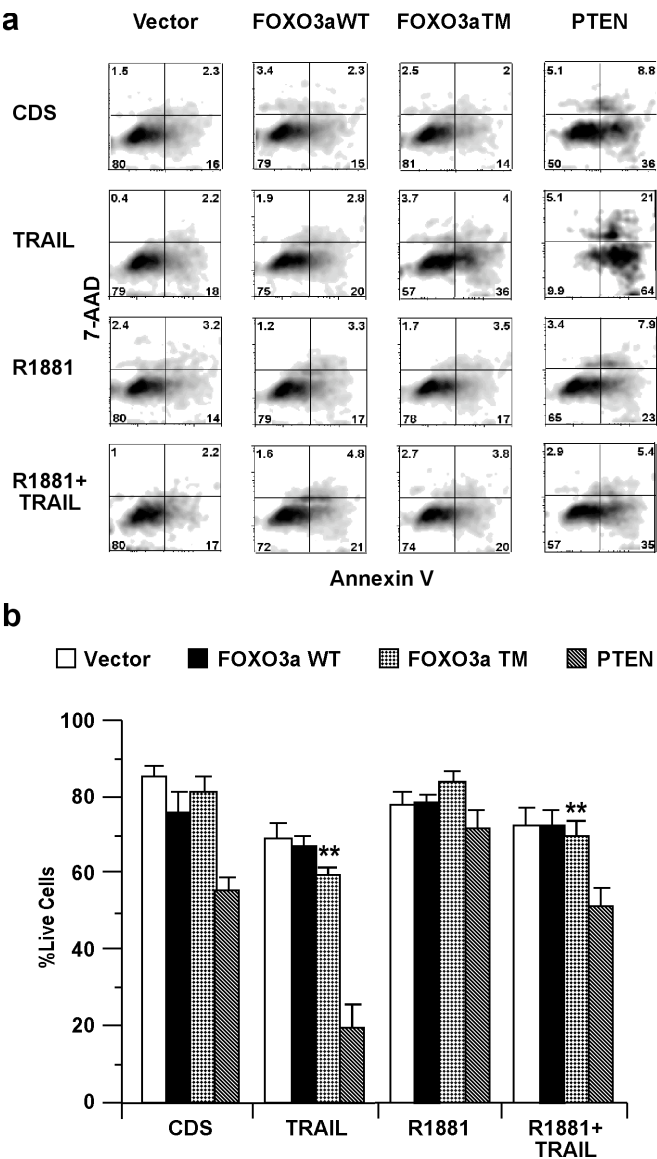 a
Vector FOXO3aWT FOXO3aTM PTEN
CDS
1.5 2.3 3.4 2.3 2.5 2 5.1 8.8
80 16 79 15 81 14 50 36
TRAIL
0.4 2.2 1.9 2.8 3.7 4 5.1 21
79 18 75 20 57 36 9.9 64
7-AAD
R1881
2.4 3.2 1.2 3.3 1.7 3.5 3.4 7.9
80 14 79 17 78 17 65 23
R1881+
TRAIL
1 2.2 1.6 4.8 2.7 3.8 2.9 5.4
80 17 72 21 74 20 57 35
Annexin V
b
Vector FOXO3a WT FOXO3a TM PTEN
%Live Cells
100
80
60
40
20
0
** **
CDS TRAIL R1881 R1881+
TRAIL